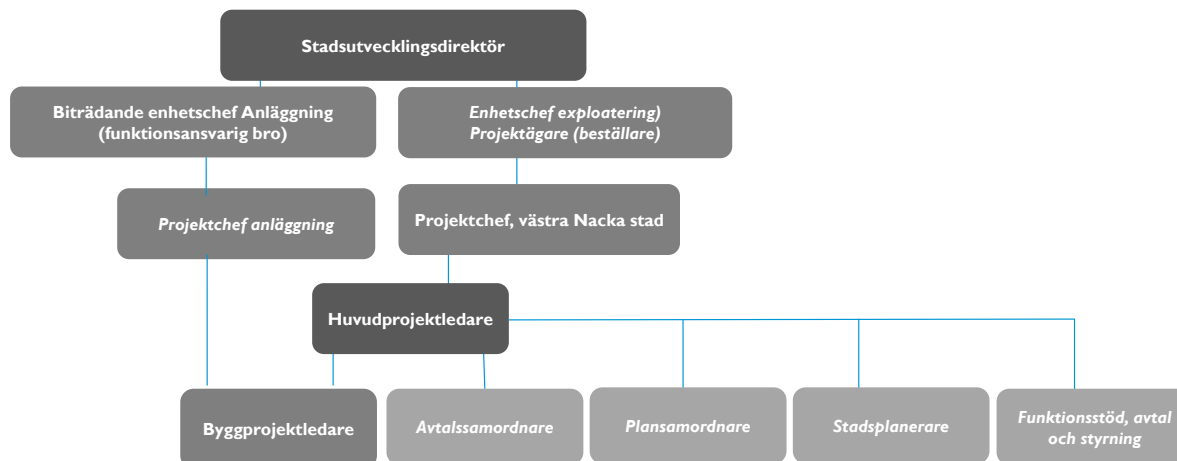 Stadsutvecklingsdirektör
Biträdande enhetschef Anläggning
(funktionsansvarig bro)
Enhetschef exploatering)
Projektägare (beställare)
Projektchef anläggning
Projektchef, västra Nacka stad
Huvudprojektledare
Byggprojektledare
Avtalssamordnare
Plansamordnare
Stadsplanerare
Funktionsstöd, avtal
och styrning